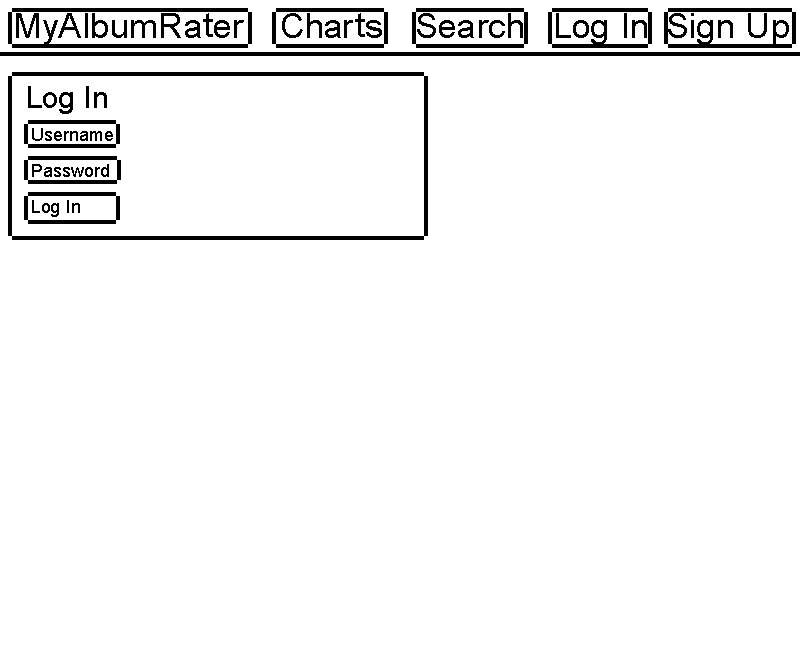 MyAlbumRater Charts Search Log In Sign Up
Log In
Username
Password
Log In